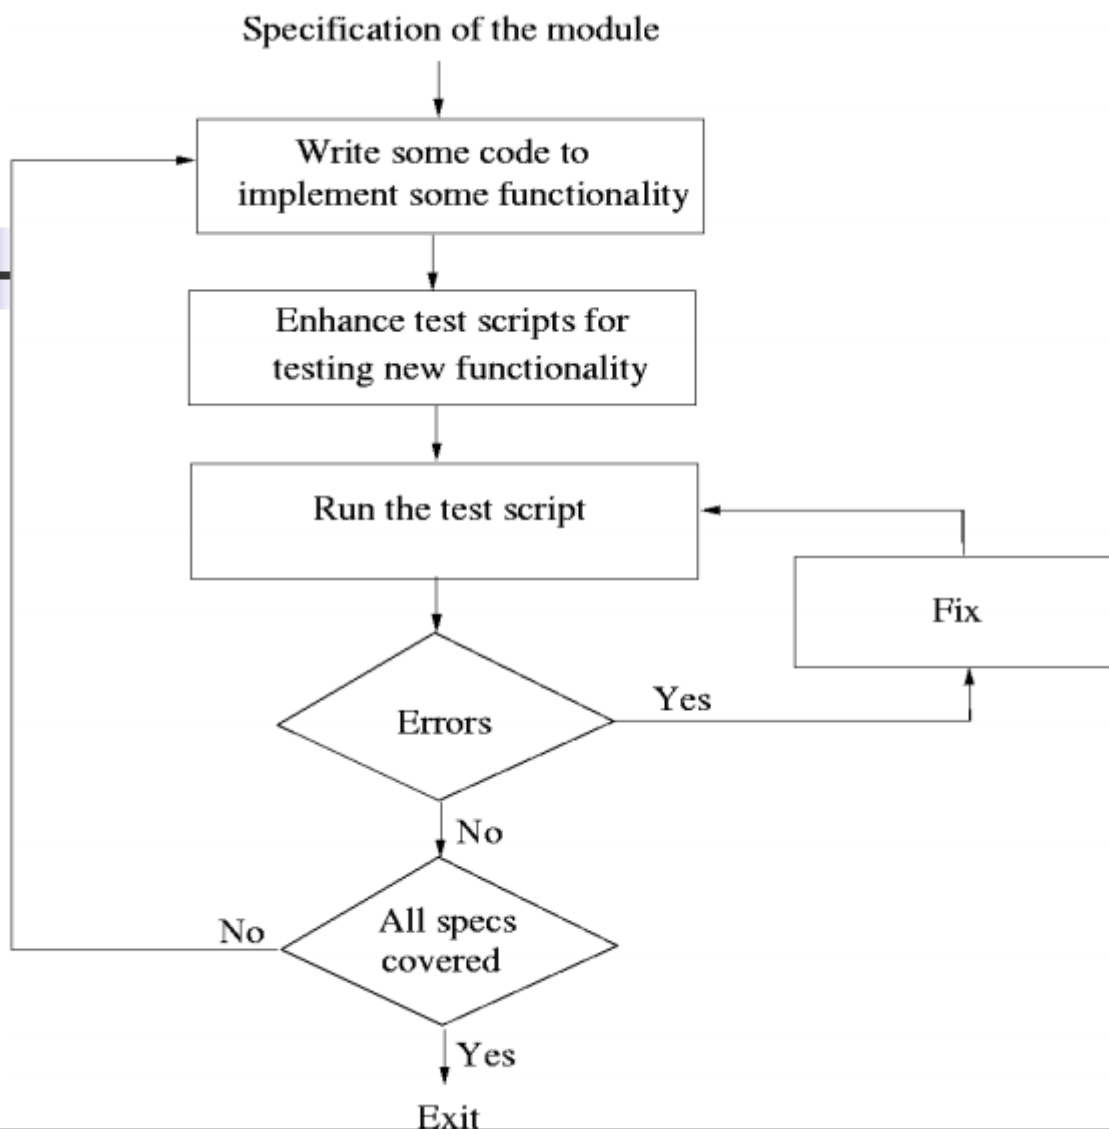 Specification of the module
Write some code to
implement some functionality
Enhance test scripts for
testing new functionality
Run the test script
Fix
Errors
Yes
No
All specs
covered
No
Yes
Exit